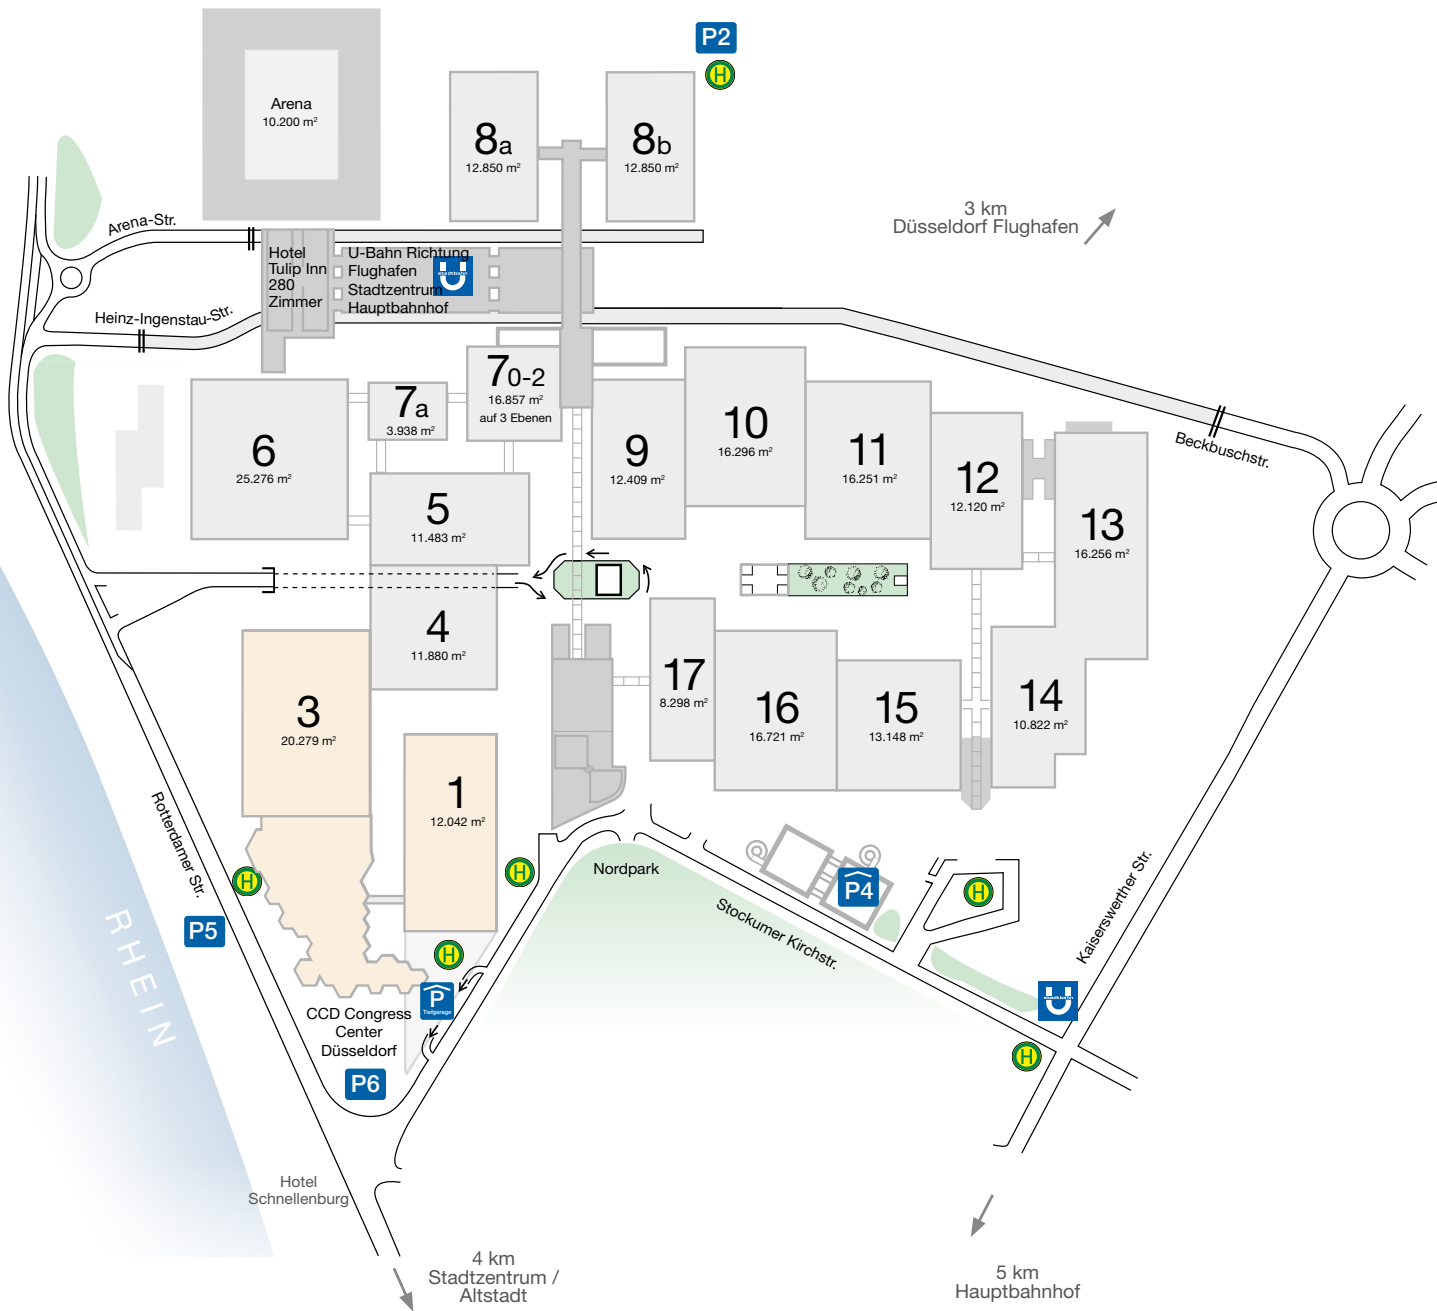 P2
H
Arena
10.200 m²
8a
12.850 m²
8b
12.850 m²
3 km
Düsseldorf Flughafen
Arena-Str.
Hotel
Tulip Inn
280
Zimmer
U-Bahn Richtung
Flughafen
Stadtzentrum
Hauptbahnhof
stadtbahn
U
Heinz-Ingenstau-Str.
7 0-2
16.857 m²
auf 3 Ebenen
7a
3.938 m²
6
25.276 m²
5
11.483 m²
9
12.409 m²
10
16.296 m²
11
16.251 m²
12
12.120 m²
13
16.256 m²
Beckbuschstr.
4
11.880 m²
3
20.279 m²
1
12.042 m²
17
8.298 m²
16
16.721 m²
15
13.148 m²
14
10.822 m²
Rotterdamer Str.
H
H
Nordpark
P4
H
Stockumer Kirchstr.
Kaiserswerther Str.
P5
RHEIN
H
P
Tiefgarage
stadtbahn
U
H
CCD Congress
Center
Düsseldorf
P6
Hotel
Schnellenburg
4 km
Stadtzentrum /
Altstadt
5 km
Hauptbahnhof